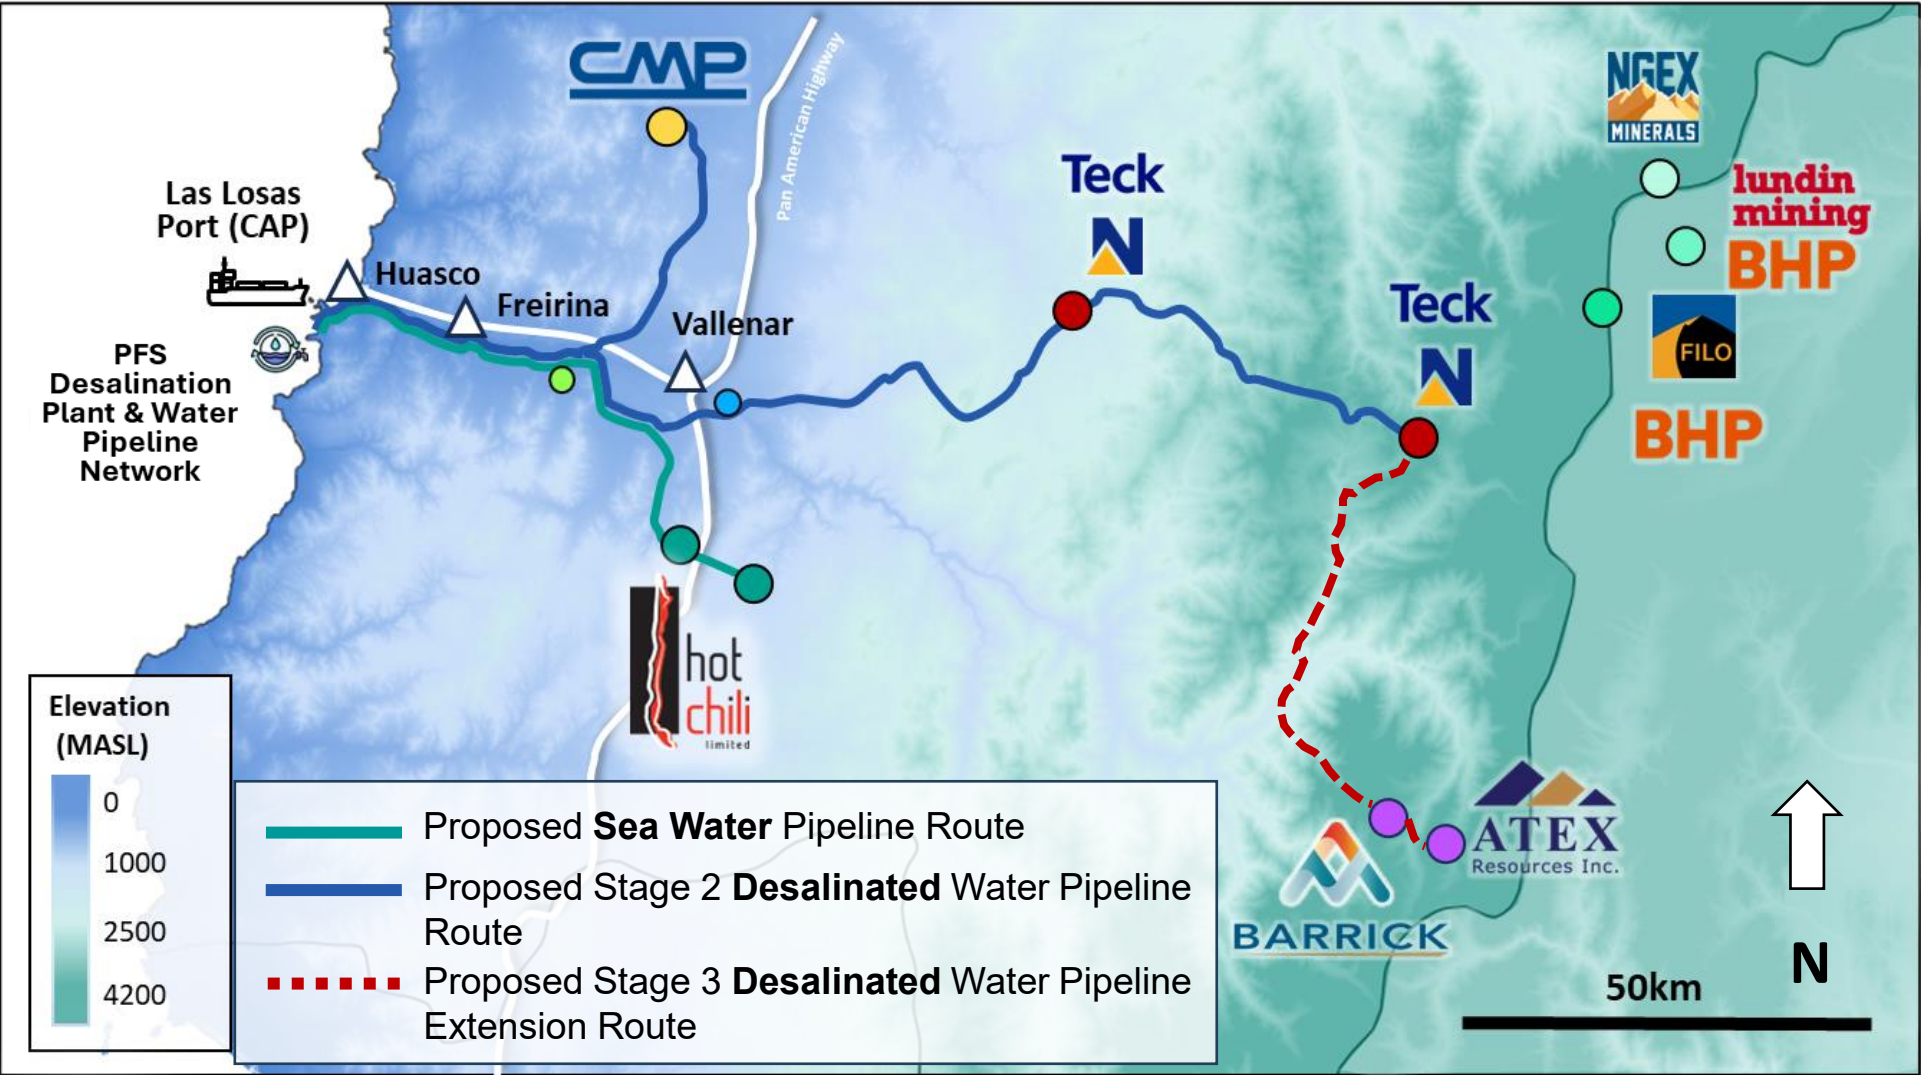 CMP
Pan American Highway
NGEX
MINERALS
Teck
lundin
mining
BHP
Las Losas
Port (CAP)
Huasco
Freirina
Vallenar
Teck
FILO
BHP
PFS
Desalination
Plant & Water
Pipeline
Network
hot
chili
limited
Elevation
(MASL)
0
1000
2500
4200
Proposed Sea Water Pipeline Route
Proposed Stage 2 Desalinated Water Pipeline
Route
Proposed Stage 3 Desalinated Water Pipeline
Extension Route
ATEX
Resources Inc.
BARRICK
N
50km